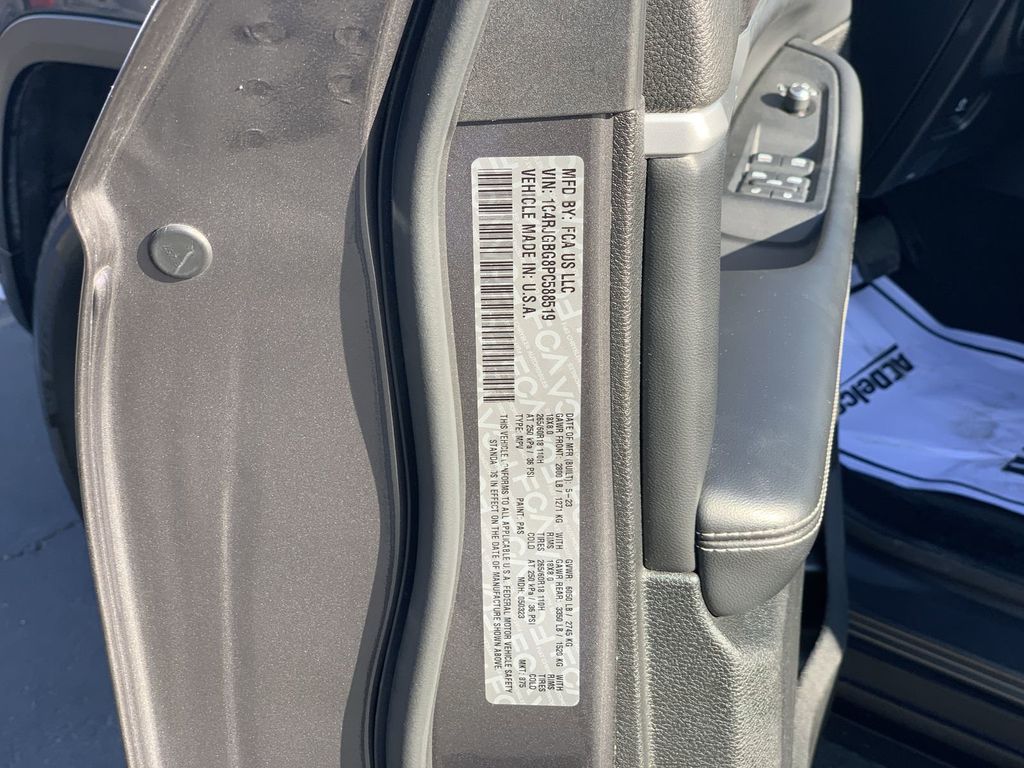 MFD BY: FCA US LLC
VIN: 1C4RJGBG8PC588519
VEHICLE MADE IN: U.S.A.
DATE OF MFR (BUILT): 5-23 GVWR: 6050 LB / 2745 KG
GAWR FRONT: 2800 LB / 1271 KG WITH GAWR REAR: 3350 LB / 1520 KG WITH
18X8.0 RIMS 18X8.0 RIMS
265/60R18 110H TIRES 265/60R18 110H TIRES
AT 250 kPa / 36 PSI COLD AT 250 kPa / 36 PSI COLD
TYPE: MPV PAINT: PAS MDH: 050323 MKT: 975
THIS VEHICLE CONFORMS TO ALL APPLICABLE U.S.A. FEDERAL MOTOR VEHICLE SAFETY
STANDARDS IN EFFECT ON THE DATE OF MANUFACTURE SHOWN ABOVE.
ACDelco